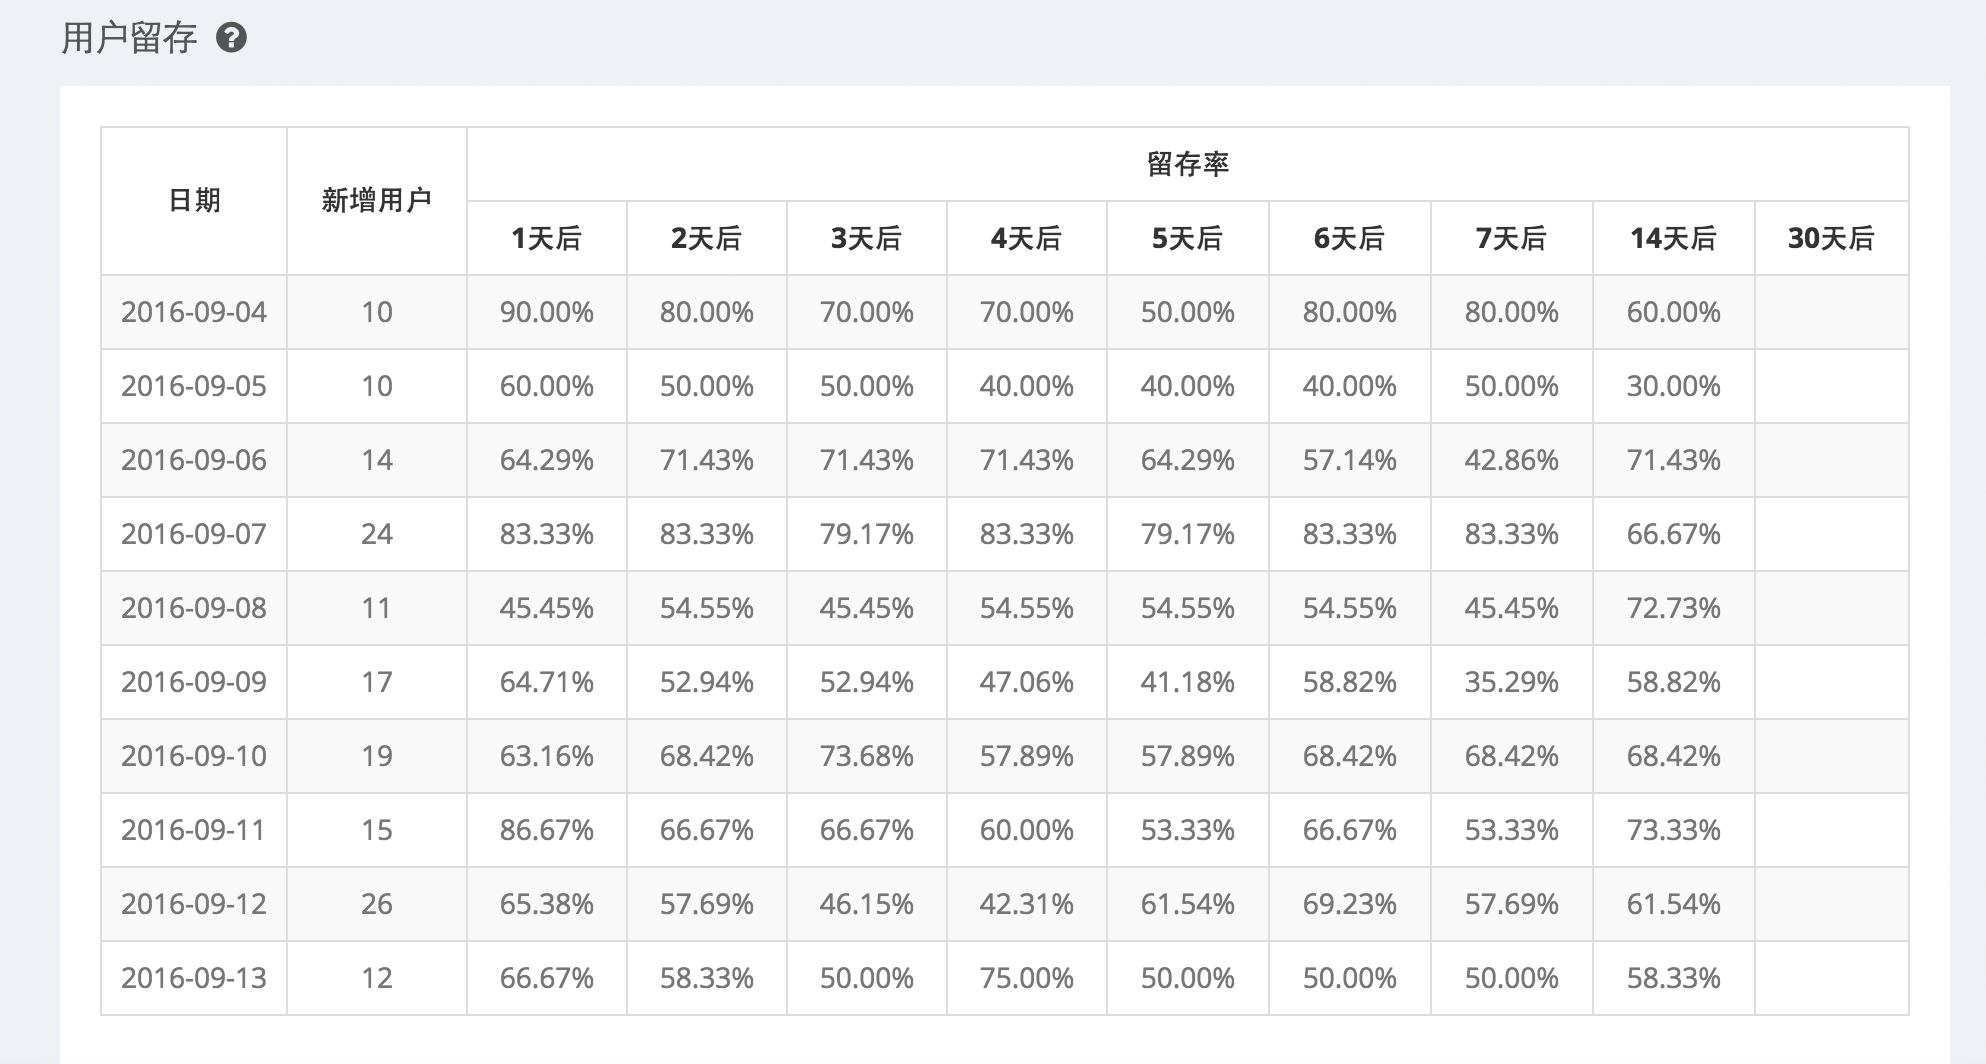 用户留存 ?
日期 新增用户 留存率
1天后 2天后 3天后 4天后 5天后 6天后 7天后 14天后 30天后
2016-09-04 10 90.00% 80.00% 70.00% 70.00% 50.00% 80.00% 80.00% 60.00%
2016-09-05 10 60.00% 50.00% 50.00% 40.00% 40.00% 40.00% 50.00% 30.00%
2016-09-06 14 64.29% 71.43% 71.43% 71.43% 64.29% 57.14% 42.86% 71.43%
2016-09-07 24 83.33% 83.33% 79.17% 83.33% 79.17% 83.33% 83.33% 66.67%
2016-09-08 11 45.45% 54.55% 45.45% 54.55% 54.55% 54.55% 45.45% 72.73%
2016-09-09 17 64.71% 52.94% 52.94% 47.06% 41.18% 58.82% 35.29% 58.82%
2016-09-10 19 63.16% 68.42% 73.68% 57.89% 57.89% 68.42% 68.42% 68.42%
2016-09-11 15 86.67% 66.67% 66.67% 60.00% 53.33% 66.67% 53.33% 73.33%
2016-09-12 26 65.38% 57.69% 46.15% 42.31% 61.54% 69.23% 57.69% 61.54%
2016-09-13 12 66.67% 58.33% 50.00% 75.00% 50.00% 50.00% 50.00% 58.33%